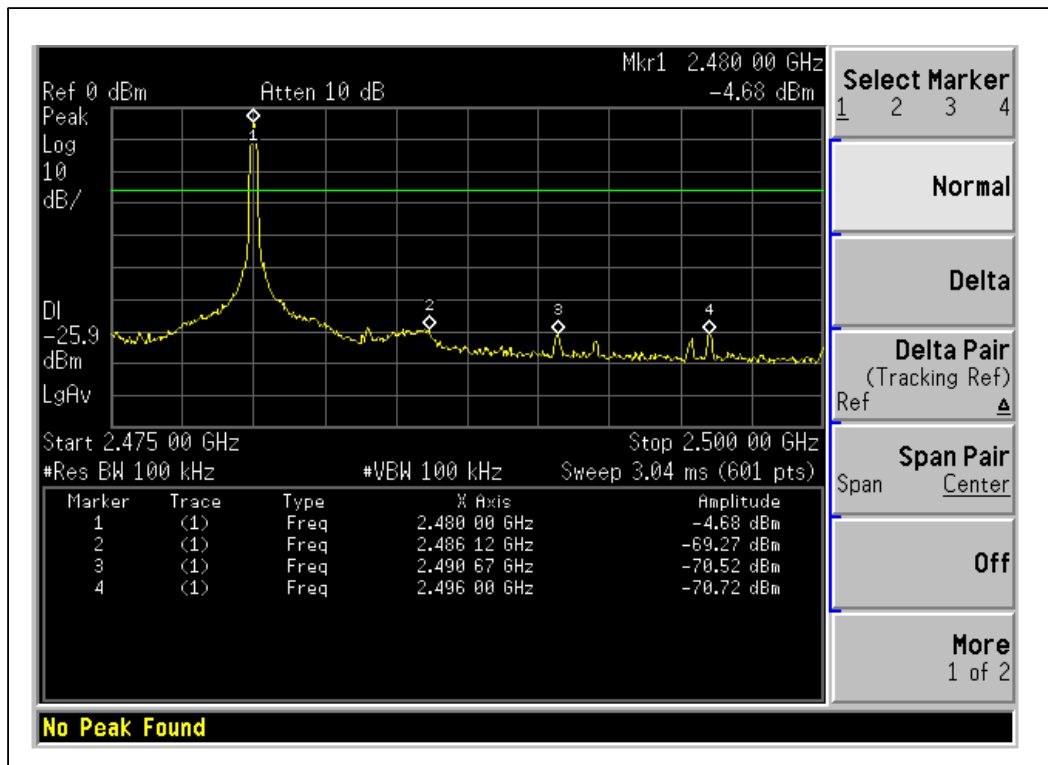 Mkr1 2.480 00 GHz
Ref 0 dBm Atten 10 dB -4.68 dBm
Peak
Log
10
dB/
1
2
3
4
DI
-25.9
dBm
LgAv
Start 2.475 00 GHz Stop 2.500 00 GHz
#Res BW 100 kHz #VBW 100 kHz Sweep 3.04 ms (601 pts)
Marker Trace Type X Axis Amplitude
1 (1) Freq 2.480 00 GHz -4.68 dBm
2 (1) Freq 2.486 12 GHz -69.27 dBm
3 (1) Freq 2.490 67 GHz -70.52 dBm
4 (1) Freq 2.496 00 GHz -70.72 dBm
No Peak Found
Select Marker
1 2 3 4
Normal
Delta
Delta Pair
(Tracking Ref)
Ref Δ
Span Pair
Span Center
Off
More
1 of 2